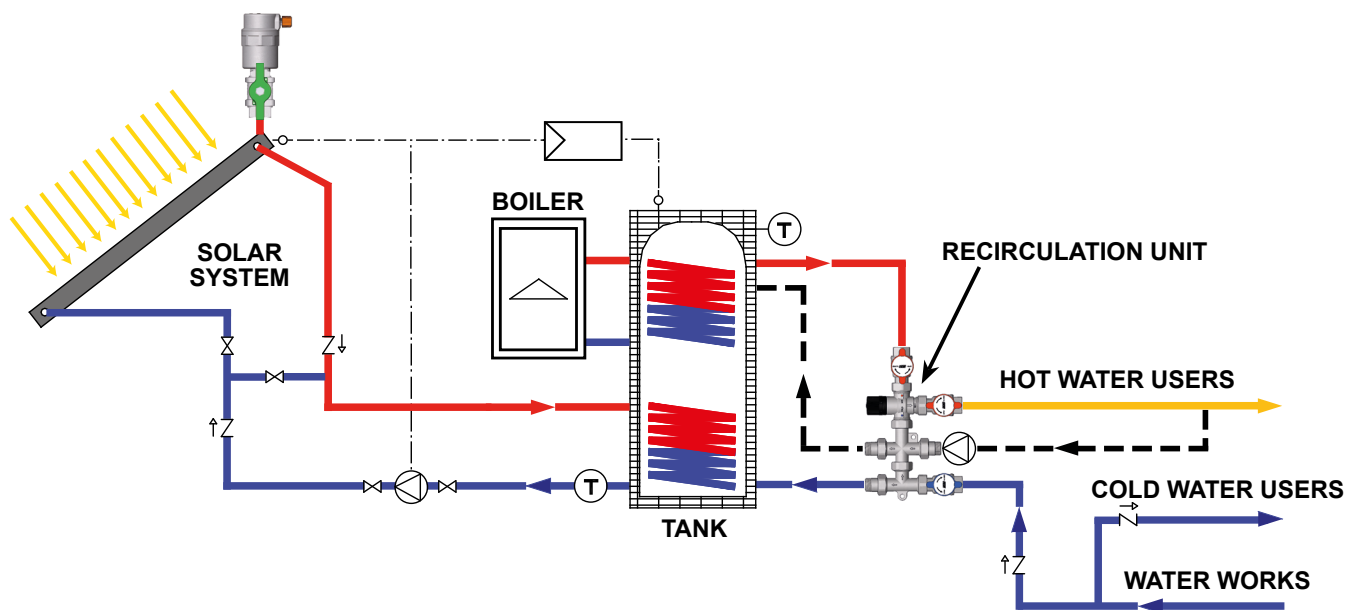 BOILER
SOLAR
SYSTEM
T
RECIRCULATION UNIT
HOT WATER USERS
T
COLD WATER USERS
TANK
WATER WORKS